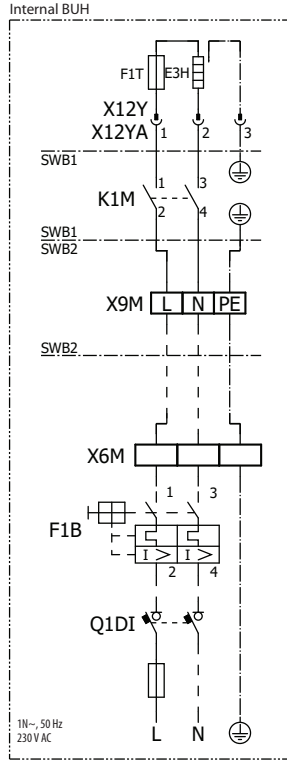 Internal BUH
F1T E3H
X12Y
X12YA 1 2 3
SWB1
1 3
K1M
2 4
SWB1
SWB2
X9M L N PE
SWB2
X6M
1 3
F1B
I > I >
2 4
Q1DI
1N~, 50 Hz
230 V AC
L N